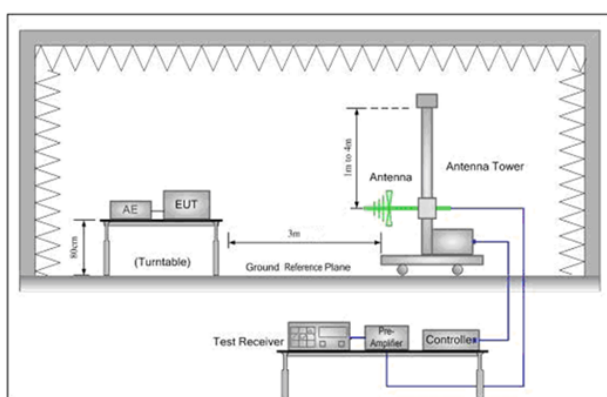 1m to 4m
Antenna
Antenna Tower
AE
EUT
80cm
3m
(Turntable)
Ground Reference Plane
Test Receiver
Pre-
Amplifier
Controller